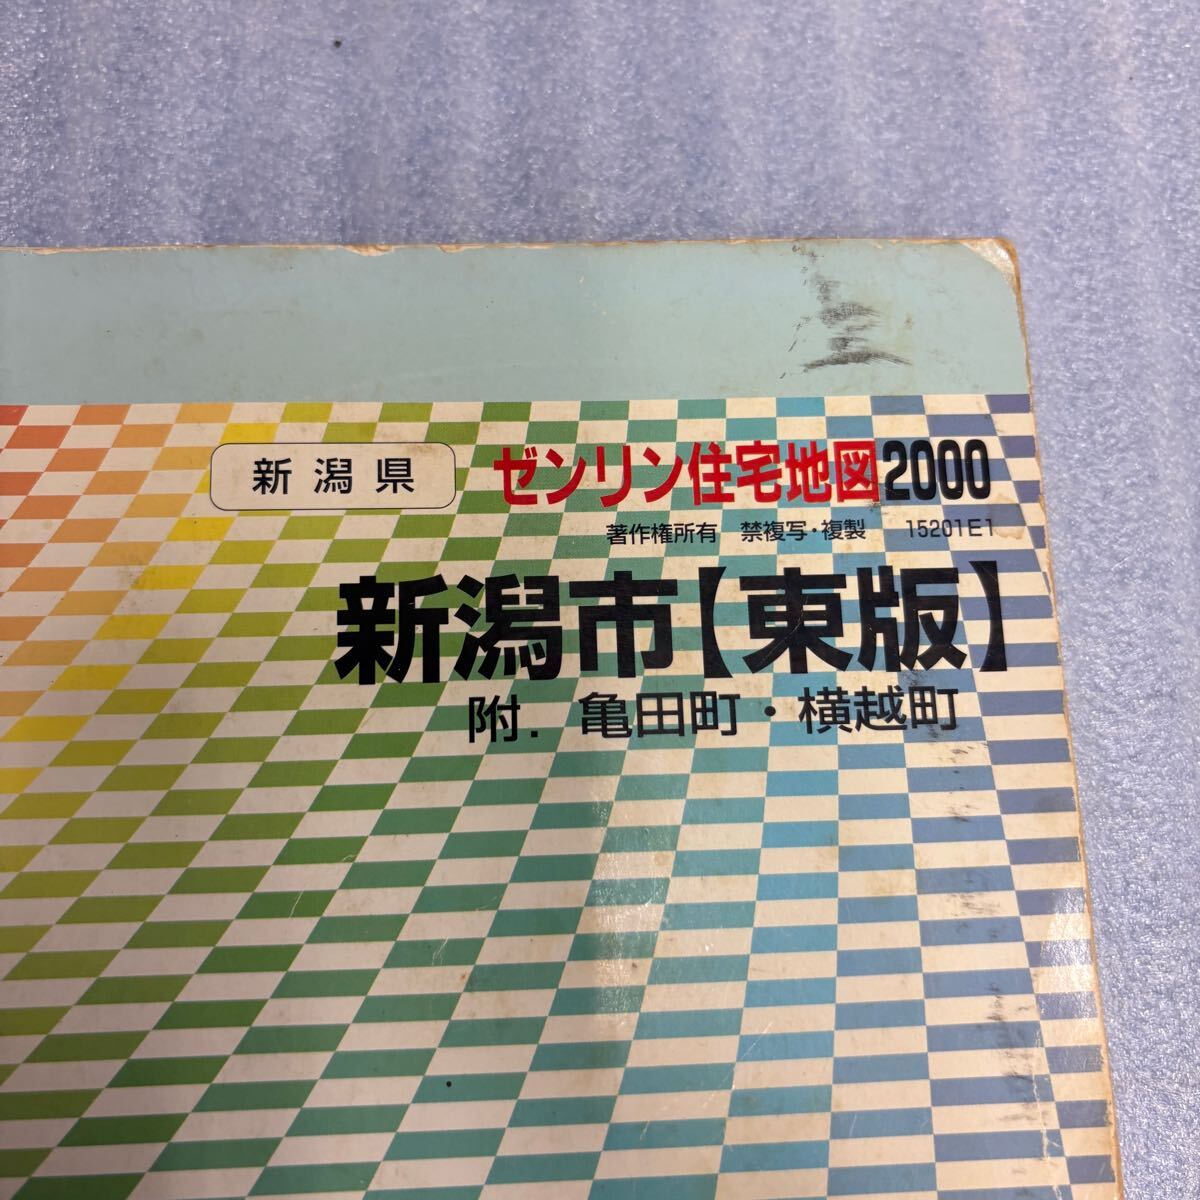 新潟県
ゼンリン住宅地図2000
著作権所有 禁複写・複製 15201E1
新潟市【東版】
附. 亀田町・横越町